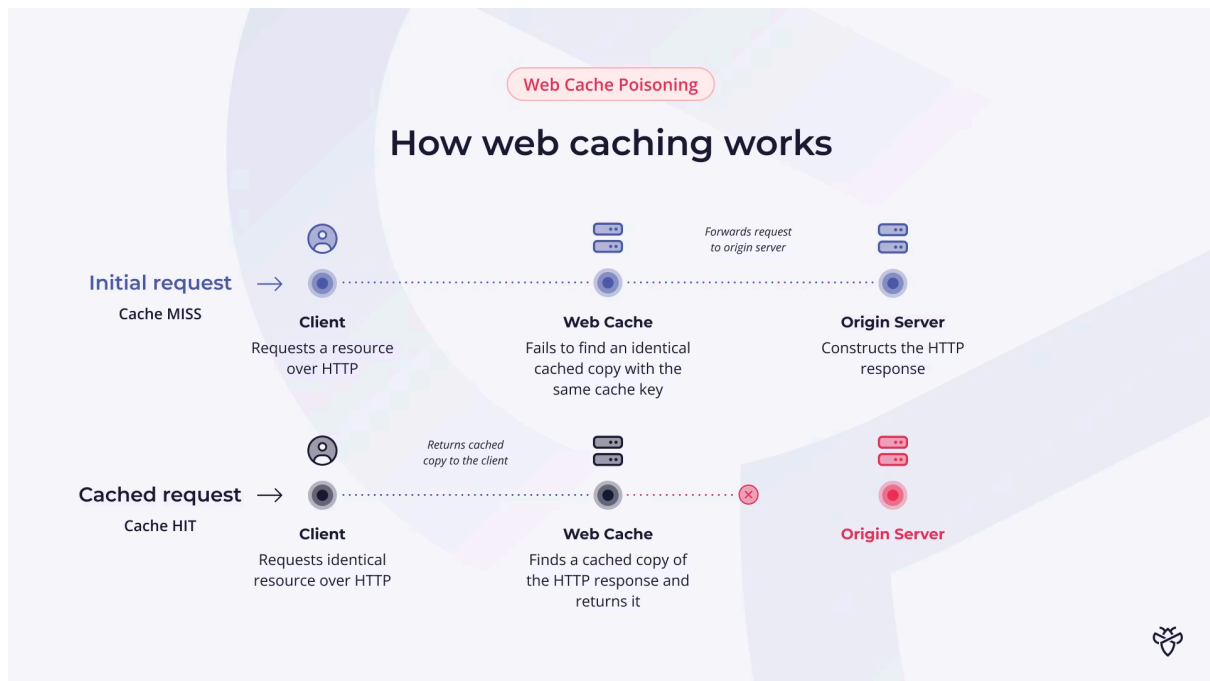 Web Cache Poisoning
How web caching works
Forwards request
to origin server
Initial request
Cache MISS
Client
Requests a resource
over HTTP
Web Cache
Fails to find an identical
cached copy with the
same cache key
Origin Server
Constructs the HTTP
response
Returns cached
copy to the client
Cached request
Cache HIT
Client
Requests identical
resource over HTTP
Web Cache
Finds a cached copy of
the HTTP response and
returns it
Origin Server